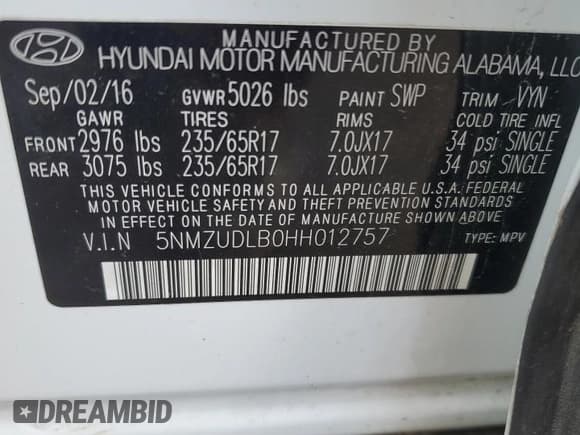 MANUFACTURED BY
HYUNDAI MOTOR MANUFACTURING ALABAMA, LLC
Sep/02/16 GVWR 5026 lbs PAINT SWP TRIM VYN
GAWR TIRES RIMS COLD TIRE INFL
FRONT 2976 lbs 235/65R17 7.0JX17 34 psi SINGLE
REAR 3075 lbs 235/65R17 7.0JX17 34 psi SINGLE
THIS VEHICLE CONFORMS TO ALL APPLICABLE U.S.A. FEDERAL
MOTOR VEHICLE SAFETY AND THEFT PREVENTION STANDARDS
IN EFFECT ON THE DATE OF MANUFACTURE SHOWN ABOVE
V.I.N 5NMZUDLB0HH012757 TYPE: MPV
DREAMBID